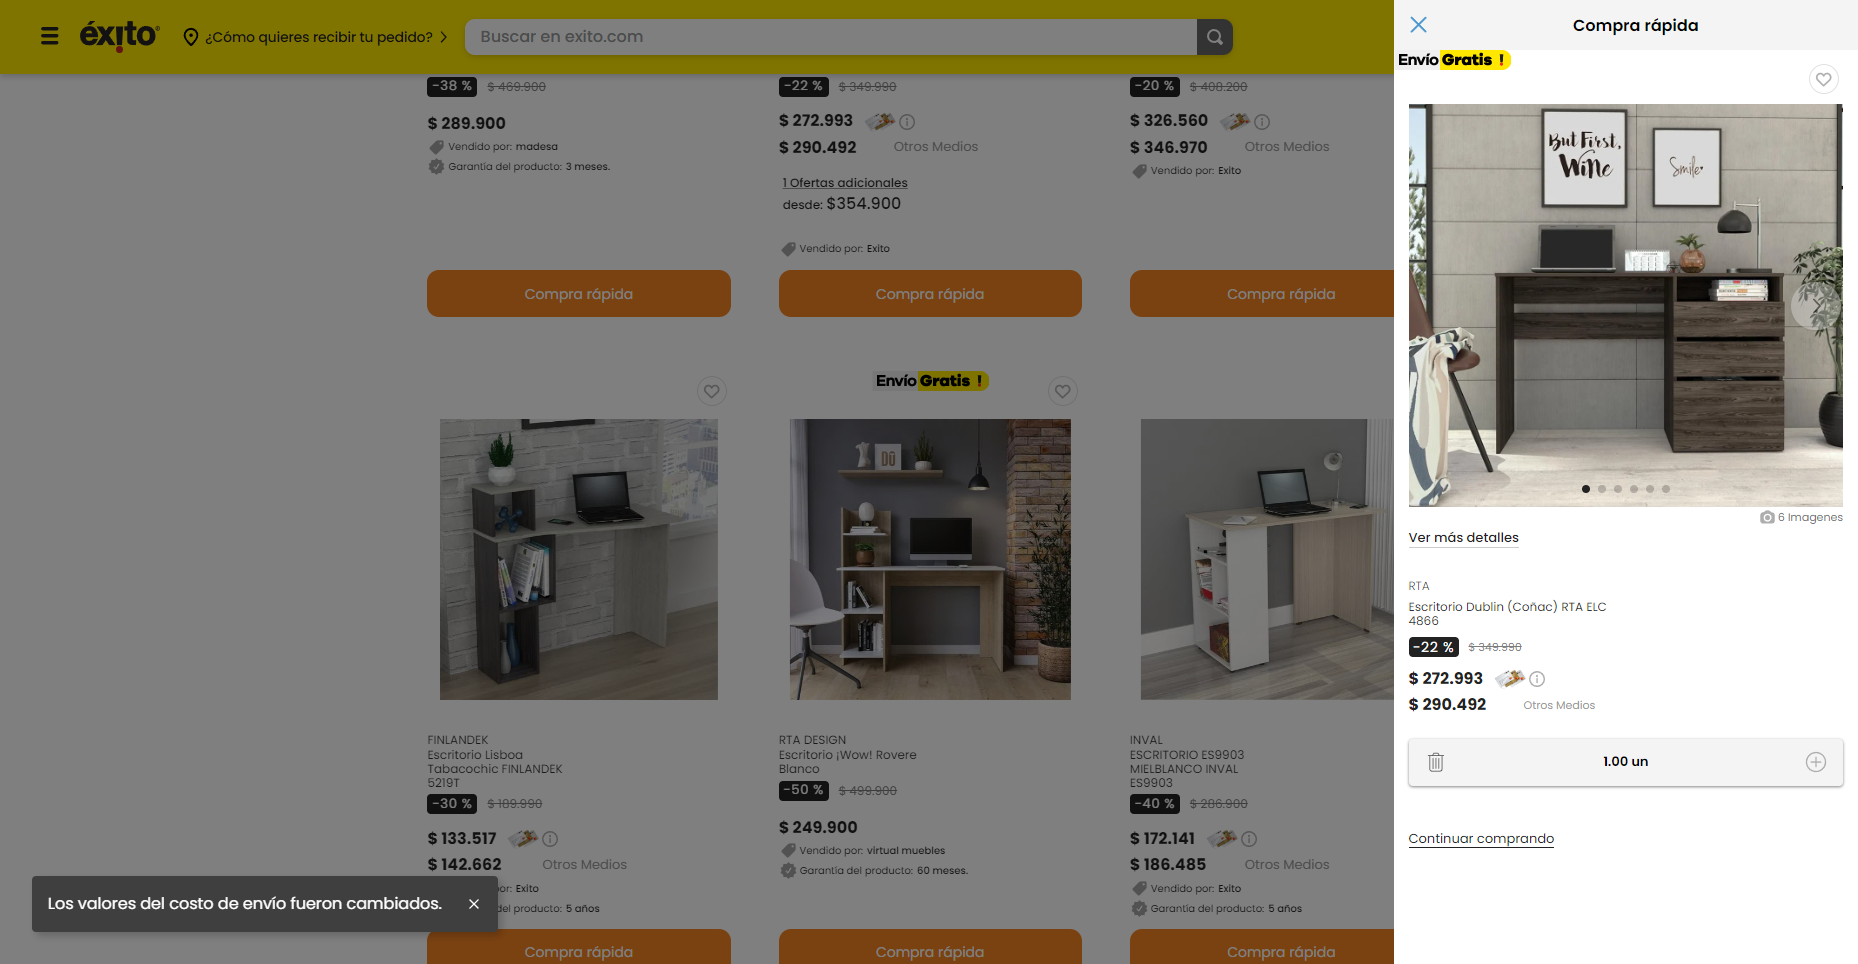 éxito
¿Cómo quieres recibir tu pedido?
Buscar en exito.com
-38 % $ 469.900
$ 289.900
Vendido por: madesa
Garantía del producto: 3 meses.
Compra rápida
-22 % $ 349.990
$ 272.993
$ 290.492 Otros Medios
1 Ofertas adicionales
desde: $354.900
Vendido por: Exito
Compra rápida
-20 % $ 408.200
$ 326.560
$ 346.970 Otros Medios
Vendido por: Exito
Compra rápida
FINLANDEK
Escritorio Lisboa
Tabacochic FINLANDEK
5219T
-30 % $ 189.990
$ 133.517
$ 142.662 Otros Medios
por: Exito
del producto: 5 años
Compra rápida
Envío Gratis !
DÔ
RTA DESIGN
Escritorio ¡Wow! Rovere
Blanco
-50 % $ 499.900
$ 249.900
Vendido por: virtual muebles
Garantía del producto: 60 meses.
Compra rápida
INVAL
ESCRITORIO ES9903
MIELBLANCO INVAL
ES9903
-40 % $ 286.900
$ 172.141
$ 186.485 Otros Medios
Vendido por: Exito
Garantía del producto: 5 años
Compra rápida
Los valores del costo de envío fueron cambiados.
Compra rápida
Envío Gratis !
But First,
Wine
Smile
6 Imagenes
Ver más detalles
RTA
Escritorio Dublin (Coñac) RTA ELC
4866
-22 % $ 349.990
$ 272.993
$ 290.492 Otros Medios
1.00 un
Continuar comprando